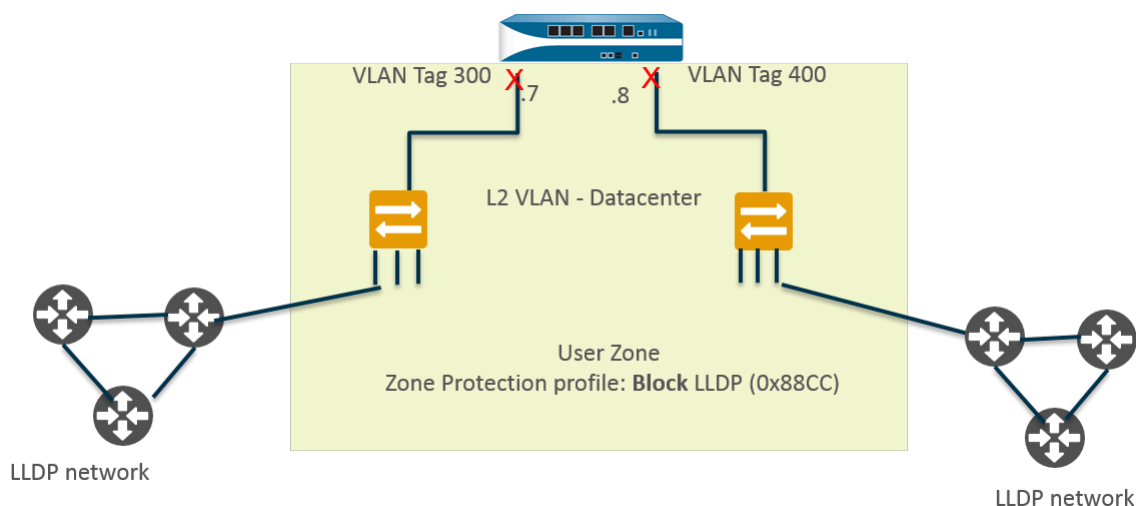 VLAN Tag 300
VLAN Tag 400
.7
.8
L2 VLAN - Datacenter
User Zone
Zone Protection profile: Block LLDP (0x88CC)
LLDP network
LLDP network